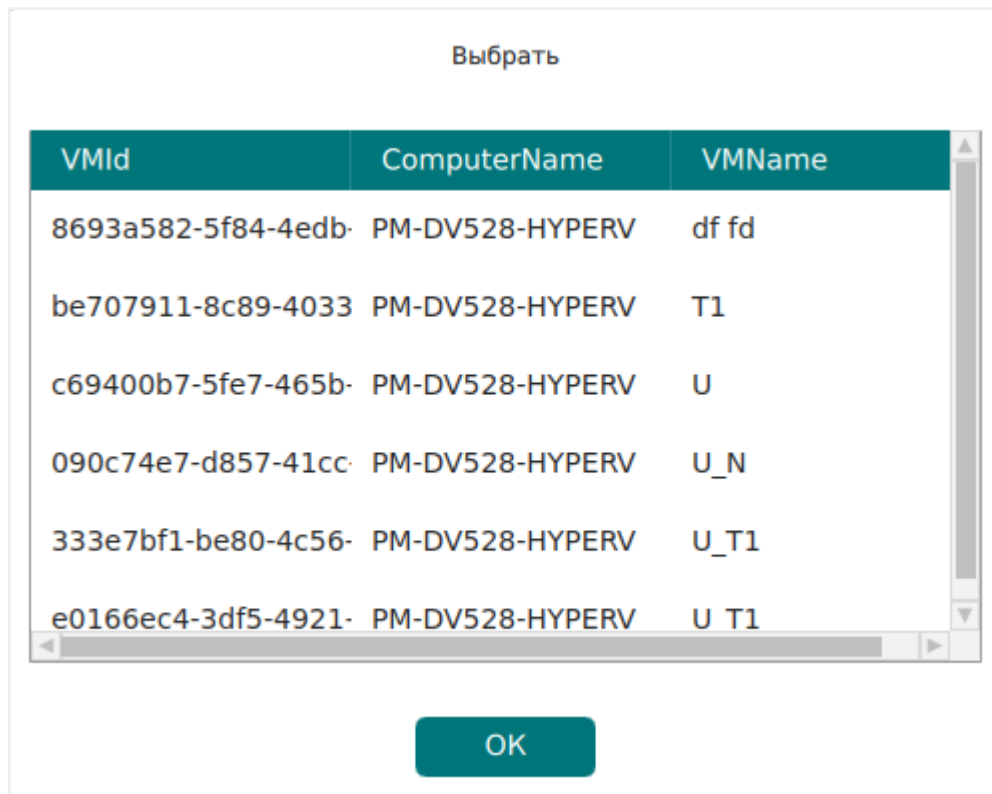 Выбрать
VMId ComputerName VMName
8693a582-5f84-4edb- PM-DV528-HYPERV df fd
be707911-8c89-4033 PM-DV528-HYPERV T1
c69400b7-5fe7-465b- PM-DV528-HYPERV U
090c74e7-d857-41cc- PM-DV528-HYPERV U_N
333e7bf1-be80-4c56- PM-DV528-HYPERV U_T1
e0166ec4-3df5-4921- PM-DV528-HYPERV U_T1
OK